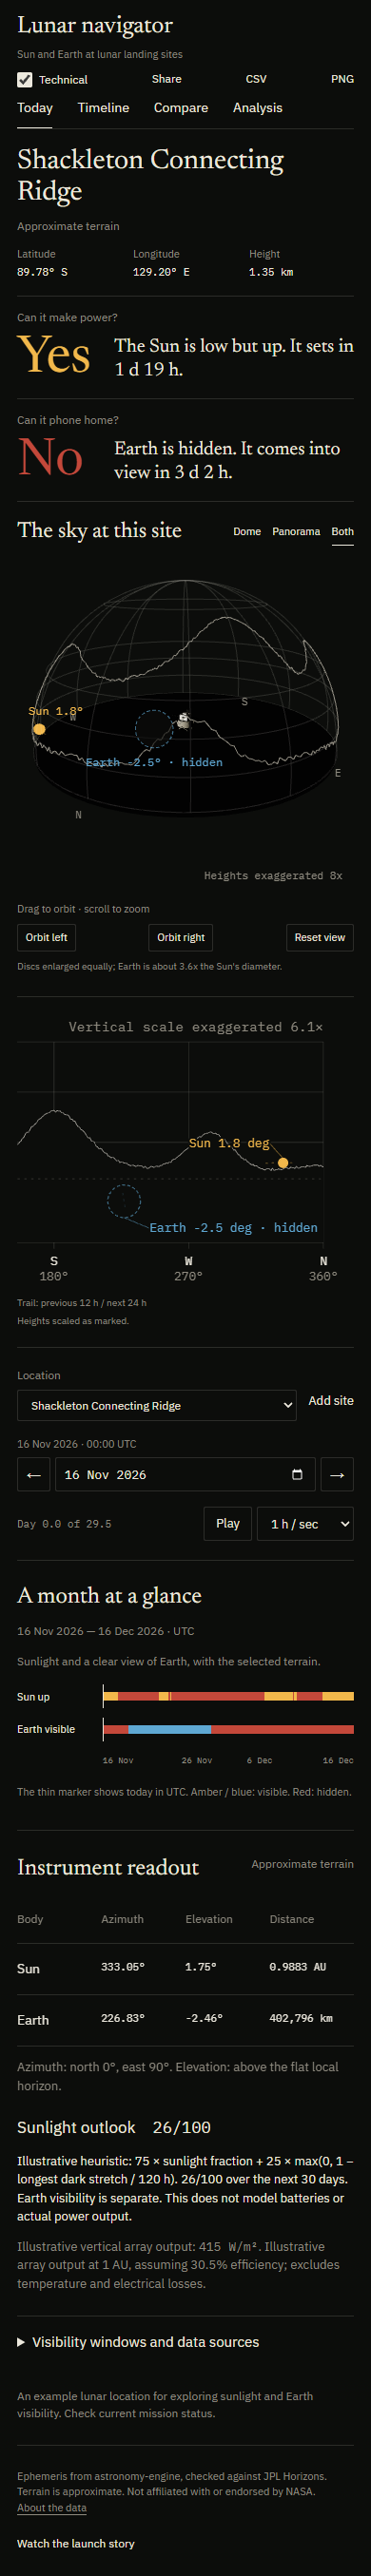 Lunar navigator
Sun and Earth at lunar landing sites
Technical Share CSV PNG
Today Timeline Compare Analysis
Shackleton Connecting
Ridge
Approximate terrain
Latitude Longitude Height
89.78° S 129.20° E 1.35 km
Can it make power?
Yes
The Sun is low but up. It sets in
1 d 19 h.
Can it phone home?
No
Earth is hidden. It comes into
view in 3 d 2 h.
The sky at this site
Dome Panorama Both
S
Sun 1.8°
W
Earth -2.5° · hidden
E
N
Heights exaggerated 8x
Drag to orbit · scroll to zoom
Orbit left Orbit right Reset view
Discs enlarged equally; Earth is about 3.6x the Sun's diameter.
Vertical scale exaggerated 6.1×
Sun 1.8 deg
Earth -2.5 deg · hidden
S W N
180° 270° 360°
Trail: previous 12 h / next 24 h
Heights scaled as marked.
Location
Shackleton Connecting Ridge Add site
16 Nov 2026 · 00:00 UTC
← 16 Nov 2026 →
Day 0.0 of 29.5 Play 1 h / sec
A month at a glance
16 Nov 2026 — 16 Dec 2026 · UTC
Sunlight and a clear view of Earth, with the selected terrain.
Sun up
Earth visible
16 Nov 26 Nov 6 Dec 16 Dec
The thin marker shows today in UTC. Amber / blue: visible. Red: hidden.
Instrument readout Approximate terrain
Body Azimuth Elevation Distance
Sun 333.05° 1.75° 0.9883 AU
Earth 226.83° -2.46° 402,796 km
Azimuth: north 0°, east 90°. Elevation: above the flat local
horizon.
Sunlight outlook 26/100
Illustrative heuristic: 75 × sunlight fraction + 25 × max(0, 1 −
longest dark stretch / 120 h). 26/100 over the next 30 days.
Earth visibility is separate. This does not model batteries or
actual power output.
Illustrative vertical array output: 415 W/m². Illustrative
array output at 1 AU, assuming 30.5% efficiency; excludes
temperature and electrical losses.
Visibility windows and data sources
An example lunar location for exploring sunlight and Earth
visibility. Check current mission status.
Ephemeris from astronomy-engine, checked against JPL Horizons.
Terrain is approximate. Not affiliated with or endorsed by NASA.
About the data
Watch the launch story